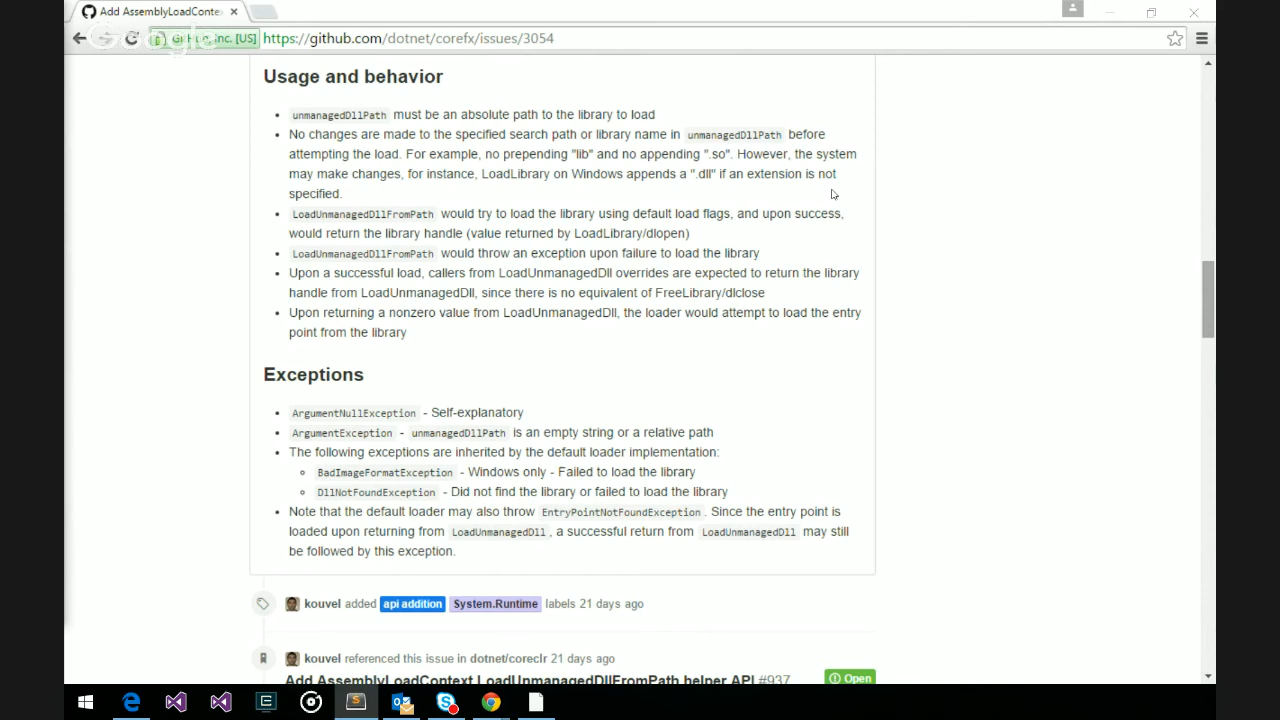 Add AssemblyLoadConte
Google
GitHub, Inc. [US] https://github.com/dotnet/corefx/issues/3054
Usage and behavior
• unmanagedDllPath must be an absolute path to the library to load
• No changes are made to the specified search path or library name in unmanagedDllPath before
attempting the load. For example, no prepending "lib" and no appending ".so". However, the system
may make changes, for instance, LoadLibrary on Windows appends a ".dll" if an extension is not
specified.
• LoadUnmanagedDllFromPath would try to load the library using default load flags, and upon success,
would return the library handle (value returned by LoadLibrary/dlopen)
• LoadUnmanagedDllFromPath would throw an exception upon failure to load the library
• Upon a successful load, callers from LoadUnmanagedDll overrides are expected to return the library
handle from LoadUnmanagedDll, since there is no equivalent of FreeLibrary/dlclose
• Upon returning a nonzero value from LoadUnmanagedDll, the loader would attempt to load the entry
point from the library
Exceptions
• ArgumentNullException - Self-explanatory
• ArgumentException - unmanagedDllPath is an empty string or a relative path
• The following exceptions are inherited by the default loader implementation:
◦ BadImageFormatException - Windows only - Failed to load the library
◦ DllNotFoundException - Did not find the library or failed to load the library
• Note that the default loader may also throw EntryPointNotFoundException. Since the entry point is
loaded upon returning from LoadUnmanagedDll, a successful return from LoadUnmanagedDll may still
be followed by this exception.
kouvel added api addition System.Runtime labels 21 days ago
kouvel referenced this issue in dotnet/coreclr 21 days ago
Add AssemblyLoadContext.LoadUnmanagedDllFromPath helper API #937
Open